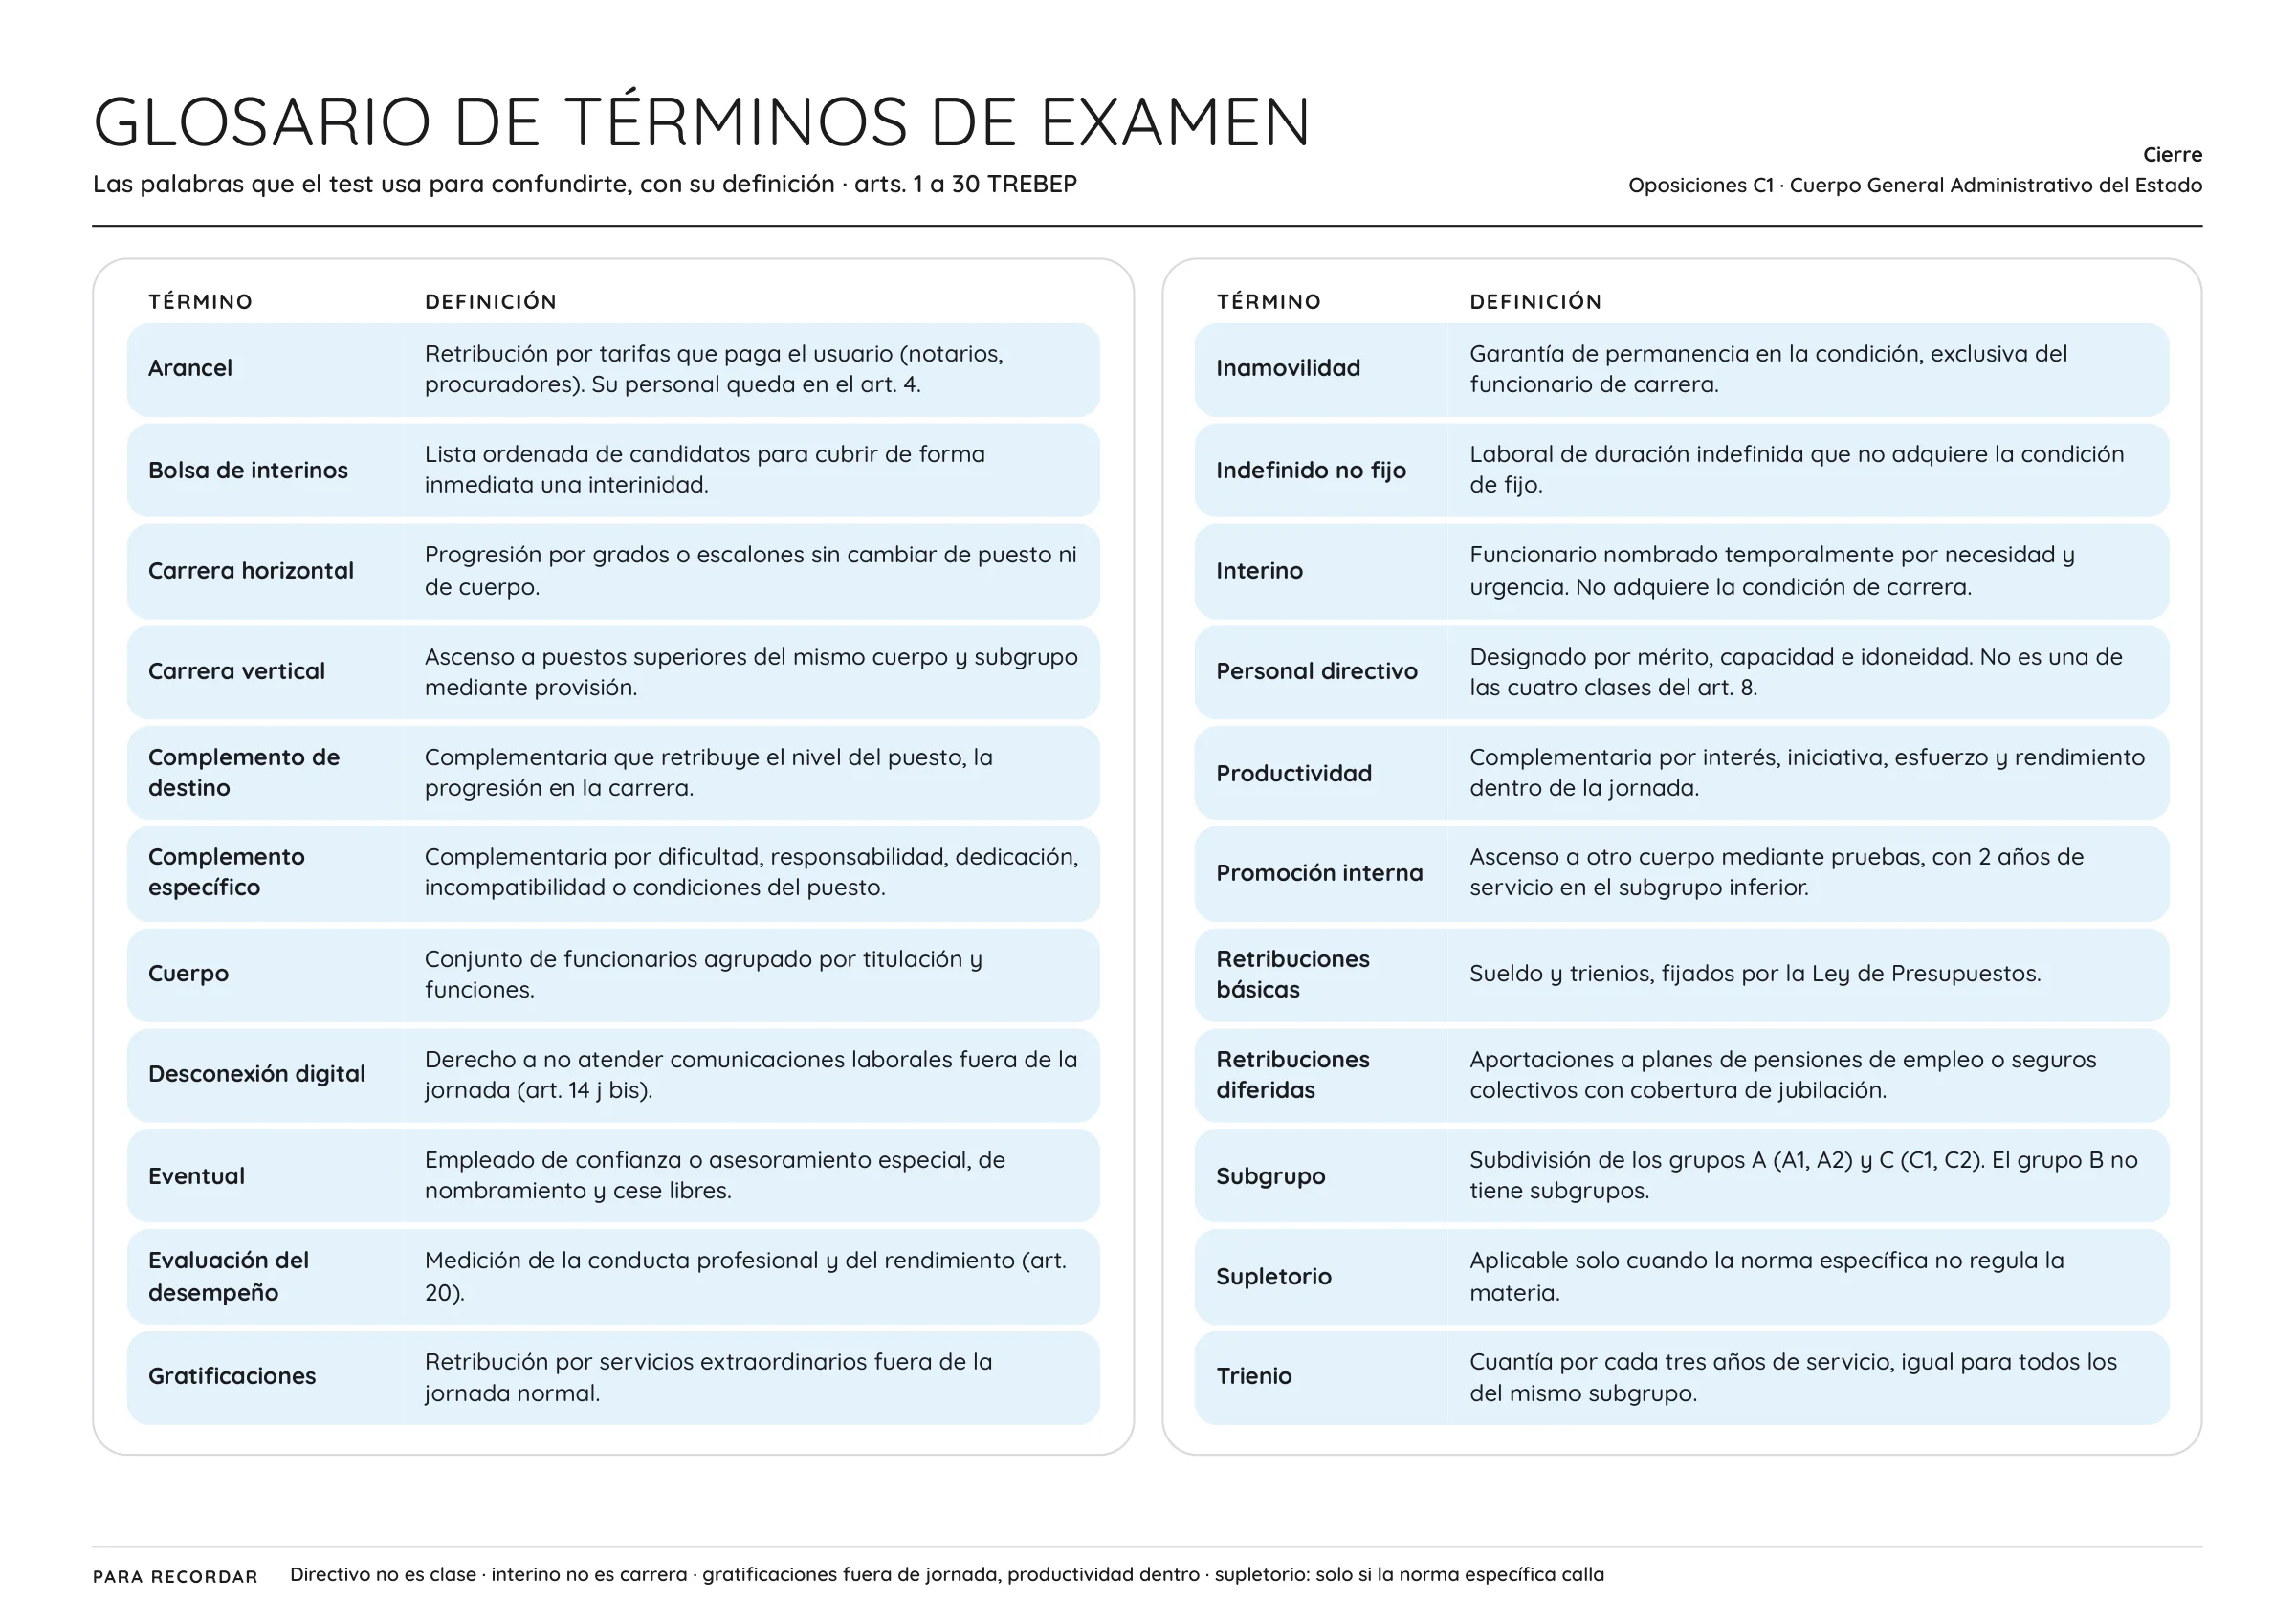 GLOSARIO DE TÉRMINOS DE EXAMEN
Las palabras que el test usa para confundirte, con su definición · arts. 1 a 30 TREBEP
Cierre
Oposiciones C1 · Cuerpo General Administrativo del Estado
TÉRMINO DEFINICIÓN
Arancel
Retribución por tarifas que paga el usuario (notarios,
procuradores). Su personal queda en el art. 4.
Bolsa de interinos
Lista ordenada de candidatos para cubrir de forma
inmediata una interinidad.
Carrera horizontal
Progresión por grados o escalones sin cambiar de puesto ni
de cuerpo.
Carrera vertical
Ascenso a puestos superiores del mismo cuerpo y subgrupo
mediante provisión.
Complemento de
destino
Complementaria que retribuye el nivel del puesto, la
progresión en la carrera.
Complemento
específico
Complementaria por dificultad, responsabilidad, dedicación,
incompatibilidad o condiciones del puesto.
Cuerpo
Conjunto de funcionarios agrupado por titulación y
funciones.
Desconexión digital
Derecho a no atender comunicaciones laborales fuera de la
jornada (art. 14 j bis).
Eventual
Empleado de confianza o asesoramiento especial, de
nombramiento y cese libres.
Evaluación del
desempeño
Medición de la conducta profesional y del rendimiento (art.
20).
Gratificaciones
Retribución por servicios extraordinarios fuera de la
jornada normal.
TÉRMINO DEFINICIÓN
Inamovilidad
Garantía de permanencia en la condición, exclusiva del
funcionario de carrera.
Indefinido no fijo
Laboral de duración indefinida que no adquiere la condición
de fijo.
Interino
Funcionario nombrado temporalmente por necesidad y
urgencia. No adquiere la condición de carrera.
Personal directivo
Designado por mérito, capacidad e idoneidad. No es una de
las cuatro clases del art. 8.
Productividad
Complementaria por interés, iniciativa, esfuerzo y rendimiento
dentro de la jornada.
Promoción interna
Ascenso a otro cuerpo mediante pruebas, con 2 años de
servicio en el subgrupo inferior.
Retribuciones
básicas
Sueldo y trienios, fijados por la Ley de Presupuestos.
Retribuciones
diferidas
Aportaciones a planes de pensiones de empleo o seguros
colectivos con cobertura de jubilación.
Subgrupo
Subdivisión de los grupos A (A1, A2) y C (C1, C2). El grupo B no
tiene subgrupos.
Supletorio
Aplicable solo cuando la norma específica no regula la
materia.
Trienio
Cuantía por cada tres años de servicio, igual para todos los
del mismo subgrupo.
PARA RECORDAR Directivo no es clase · interino no es carrera · gratificaciones fuera de jornada, productividad dentro · supletorio: solo si la norma específica calla